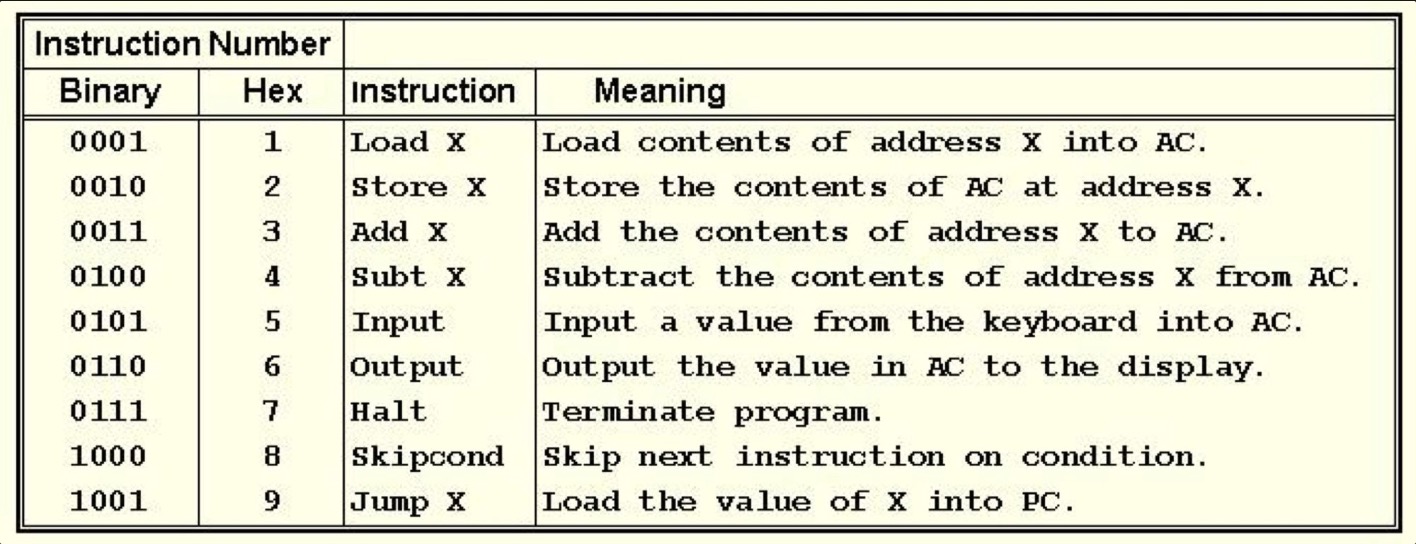 Instruction Number
Binary Hex Instruction Meaning
0001 1 Load X Load contents of address X into AC.
0010 2 Store X Store the contents of AC at address X.
0011 3 Add X Add the contents of address X to AC.
0100 4 Subt X Subtract the contents of address X from AC.
0101 5 Input Input a value from the keyboard into AC.
0110 6 Output Output the value in AC to the display.
0111 7 Halt Terminate program.
1000 8 Skipcond Skip next instruction on condition.
1001 9 Jump X Load the value of X into PC.